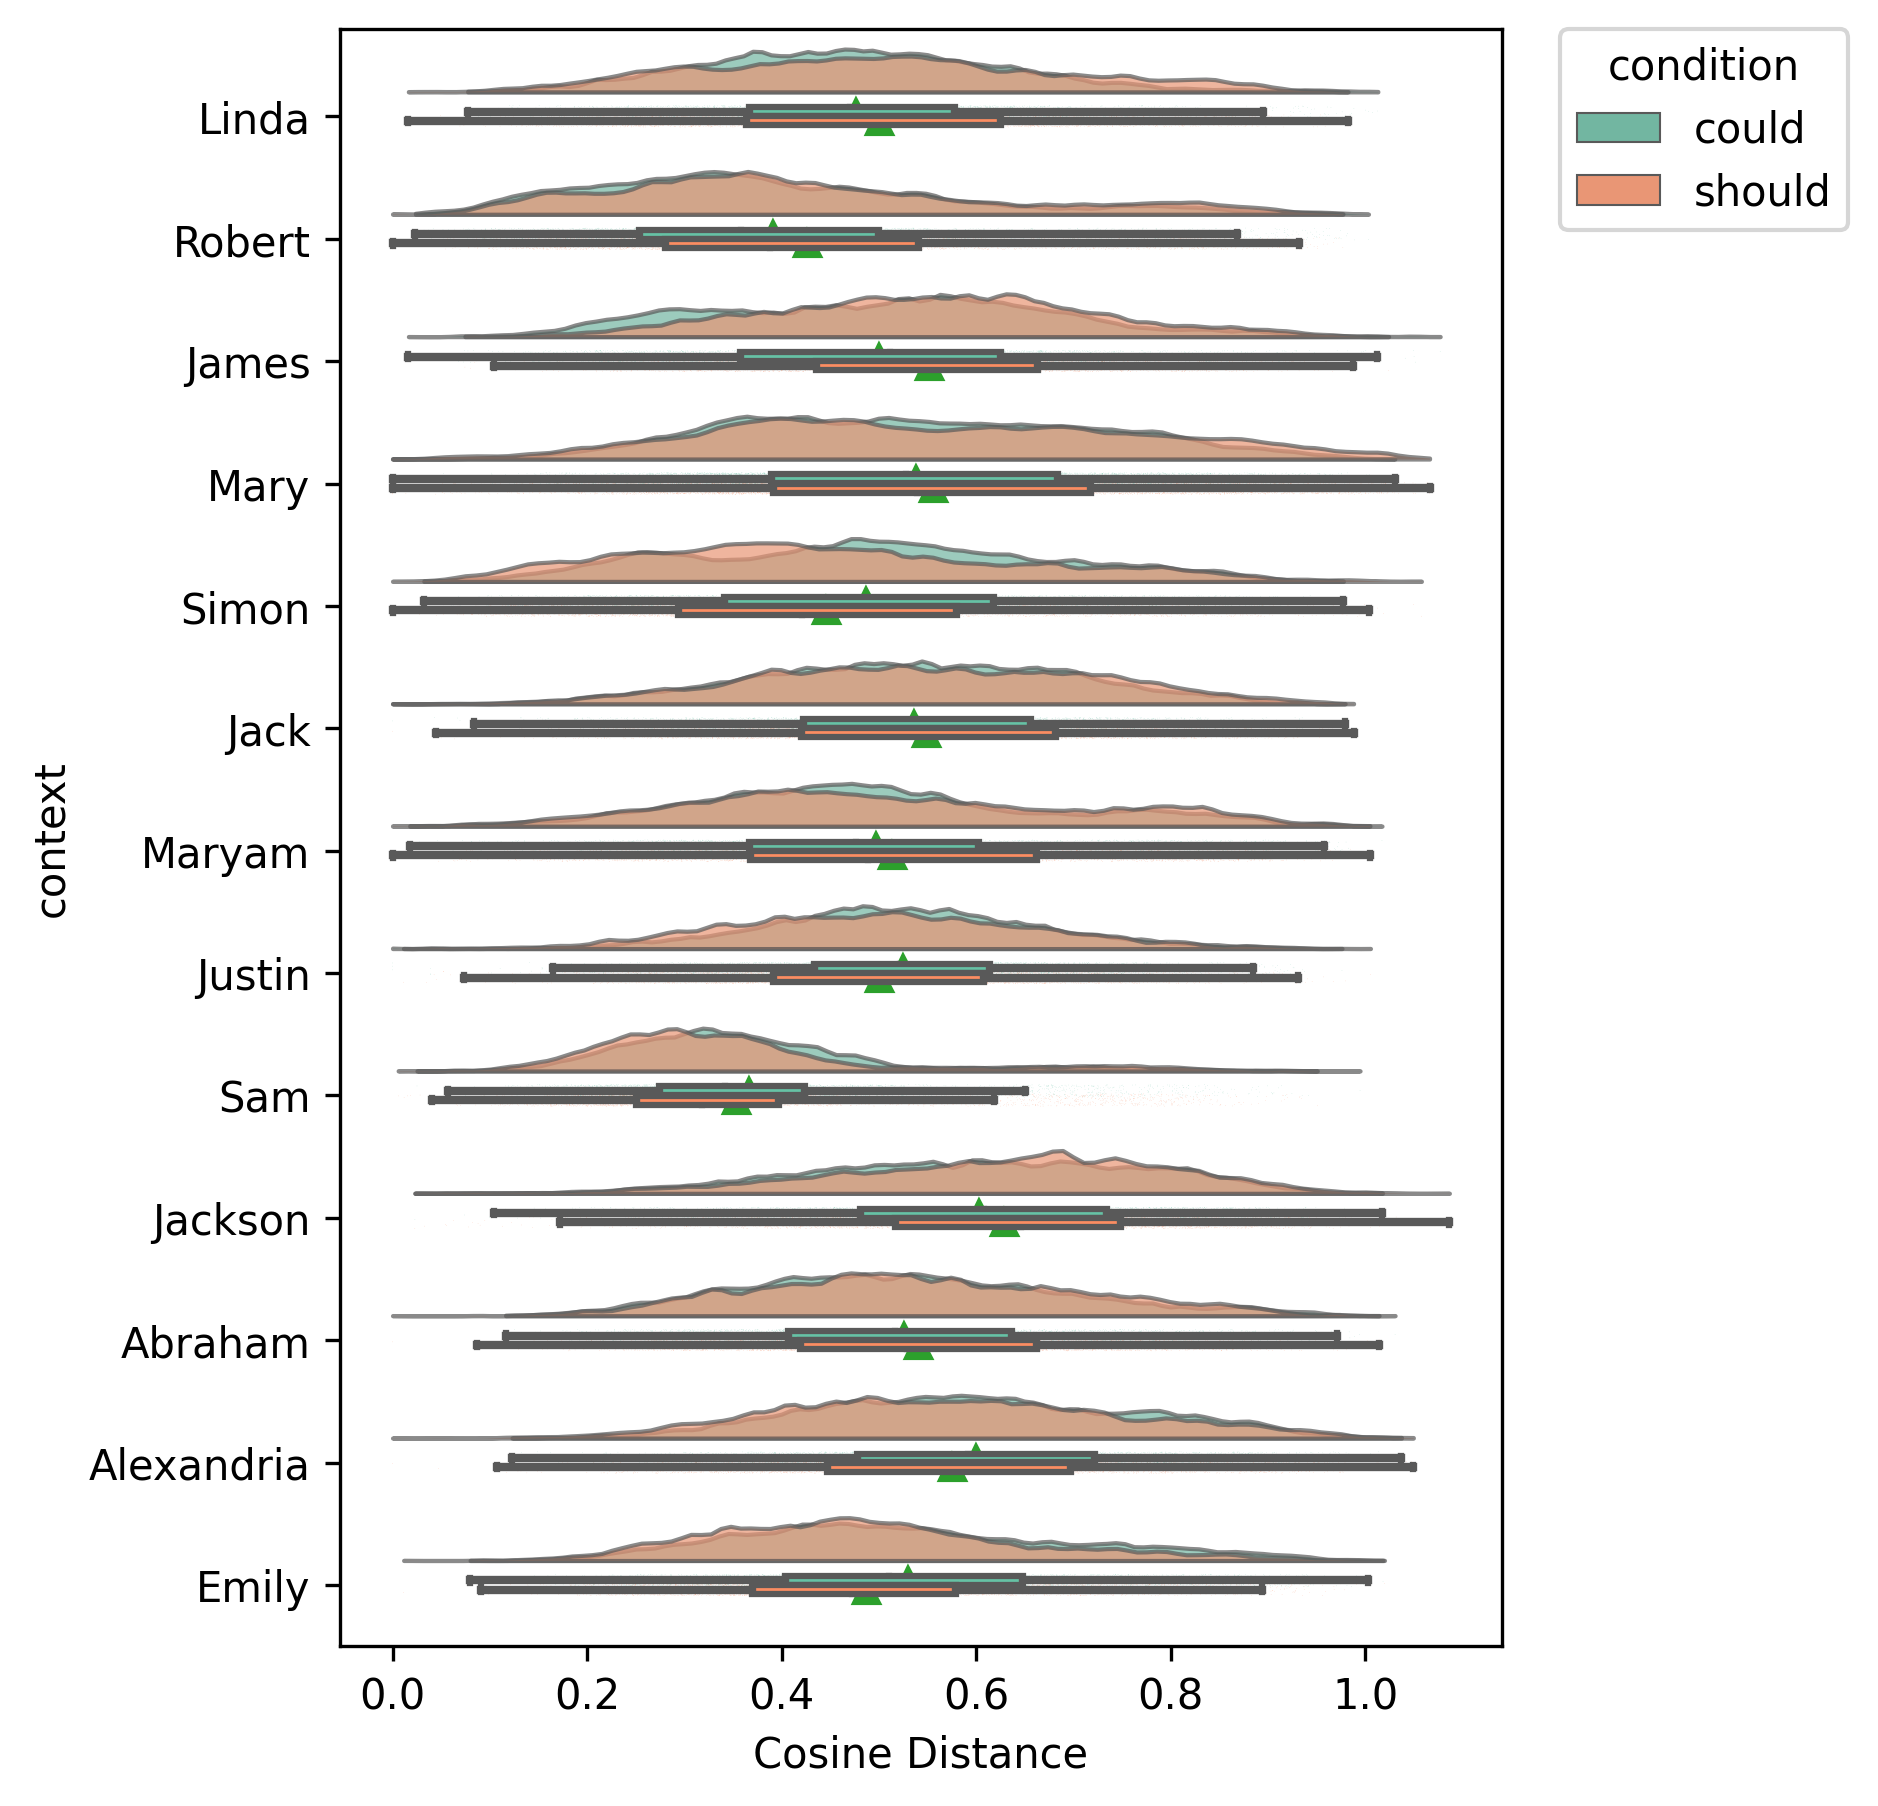 condition
could
should
Linda
Robert
James
Mary
Simon
Jack
Maryam
Justin
Sam
Jackson
Abraham
Alexandria
Emily
context
0.0 0.2 0.4 0.6 0.8 1.0
Cosine Distance